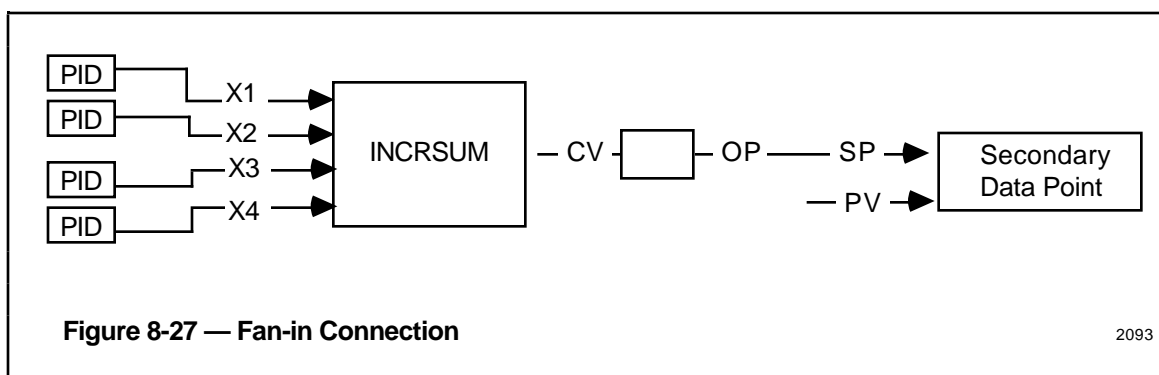 PID
X1
PID
X2
PID
X3
PID
X4
INCRSUM
CV
OP
SP
PV
Secondary
Data Point
Figure 8-27 — Fan-in Connection
2093